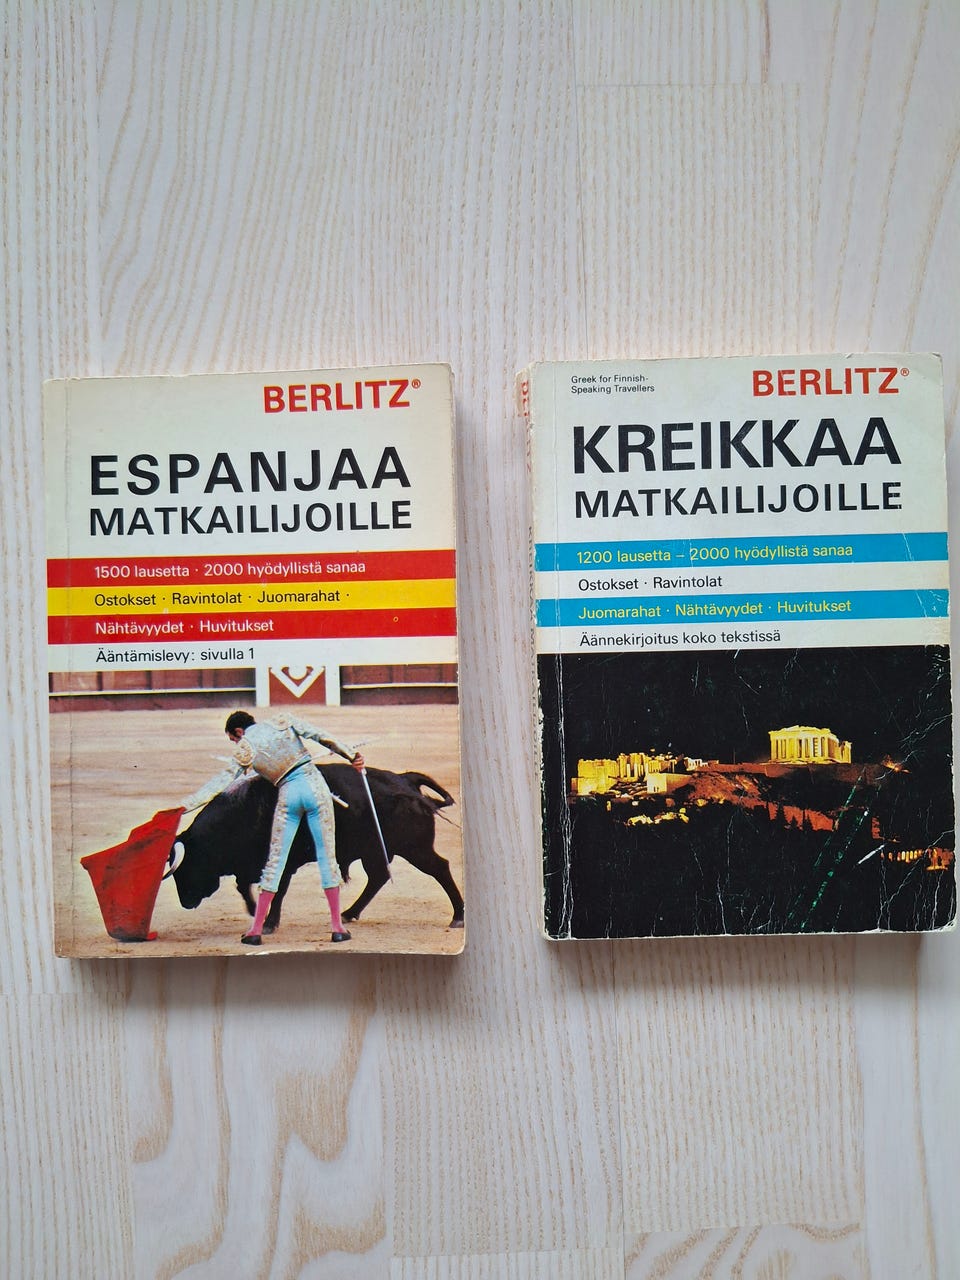 BERLITZ®
ESPANJAA
MATKAILIJOILLE
1500 lausetta · 2000 hyödyllistä sanaa
Ostokset · Ravintolat · Juomarahat ·
Nähtävyydet · Huvitukset
Ääntämislevy: sivulla 1
Greek for Finnish-
Speaking Travellers
BERLITZ®
KREIKKAA
MATKAILIJOILLE
1200 lausetta – 2000 hyödyllistä sanaa
Ostokset · Ravintolat
Juomarahat · Nähtävyydet · Huvitukset
Äännekirjoitus koko tekstissä